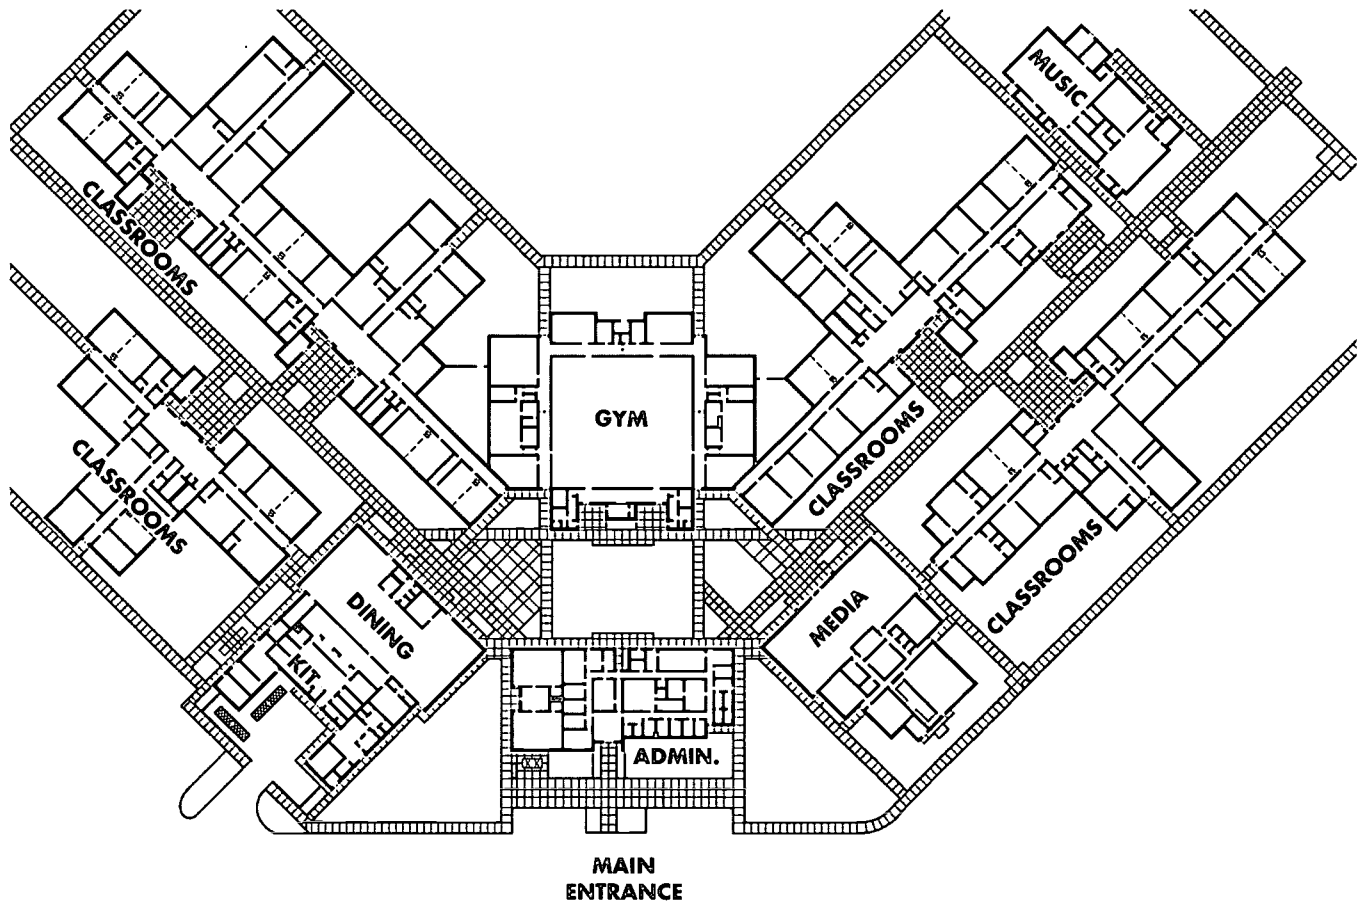 MUSIC
CLASSROOMS
GYM
CLASSROOMS
CLASSROOMS
CLASSROOMS
DINING
MEDIA
KIT.
ADMIN.
MAIN
ENTRANCE